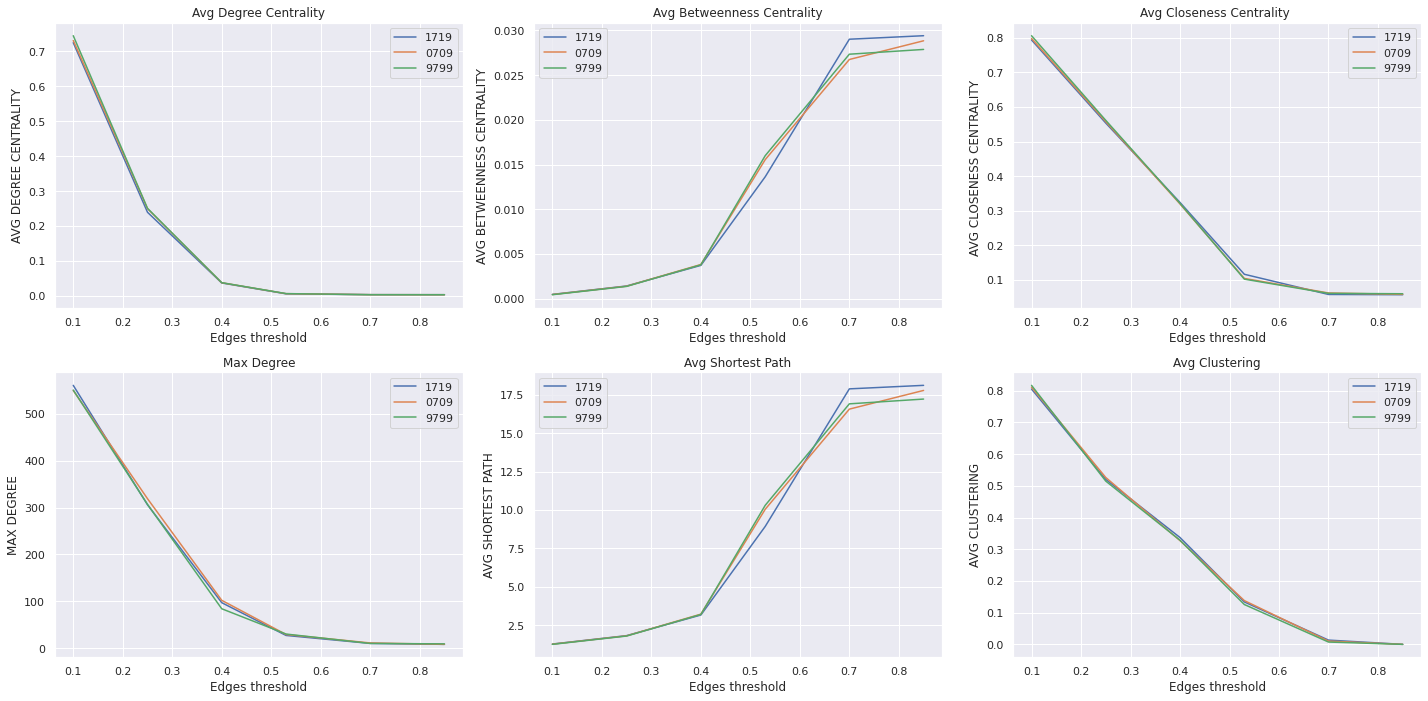 Avg Degree Centrality
AVG DEGREE CENTRALITY
0.7
0.6
0.5
0.4
0.3
0.2
0.1
0.0
1719
0709
9799
0.1 0.2 0.3 0.4 0.5 0.6 0.7 0.8
Edges threshold
Avg Betweenness Centrality
AVG BETWEENNESS CENTRALITY
0.030
0.025
0.020
0.015
0.010
0.005
0.000
1719
0709
9799
0.1 0.2 0.3 0.4 0.5 0.6 0.7 0.8
Edges threshold
Avg Closeness Centrality
AVG CLOSENESS CENTRALITY
0.8
0.7
0.6
0.5
0.4
0.3
0.2
0.1
1719
0709
9799
0.1 0.2 0.3 0.4 0.5 0.6 0.7 0.8
Edges threshold
Max Degree
MAX DEGREE
500
400
300
200
100
0
1719
0709
9799
0.1 0.2 0.3 0.4 0.5 0.6 0.7 0.8
Edges threshold
Avg Shortest Path
AVG SHORTEST PATH
17.5
15.0
12.5
10.0
7.5
5.0
2.5
1719
0709
9799
0.1 0.2 0.3 0.4 0.5 0.6 0.7 0.8
Edges threshold
Avg Clustering
AVG CLUSTERING
0.8
0.7
0.6
0.5
0.4
0.3
0.2
0.1
0.0
1719
0709
9799
0.1 0.2 0.3 0.4 0.5 0.6 0.7 0.8
Edges threshold